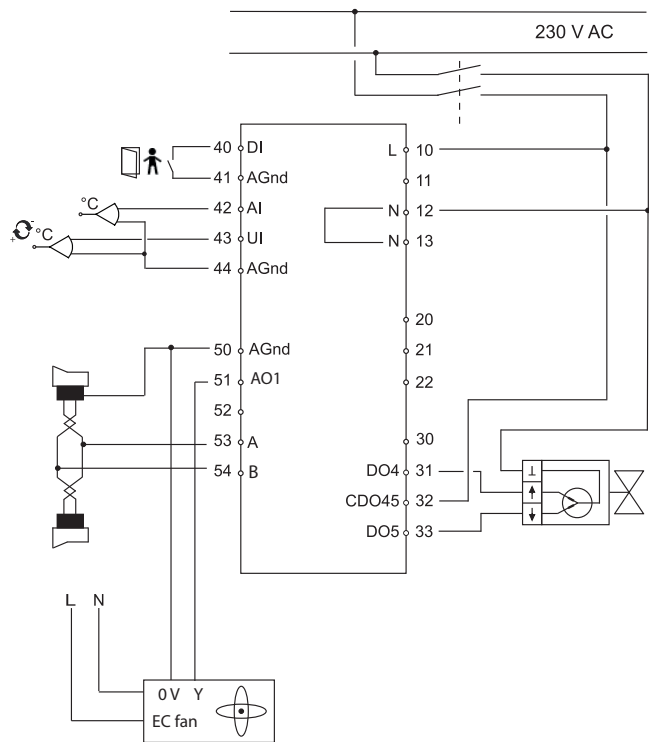 230 V AC
40 DI
L 10
41 AGnd
11
°C
42 AI
N 12
- °C
+
43 UI
N 13
44 AGnd
20
50 AGnd
21
51 AO1
22
52
53 A
30
54 B
DO4 31
⊥
CDO45 32
↑
DO5 33
↓
L N
0 V Y
EC fan